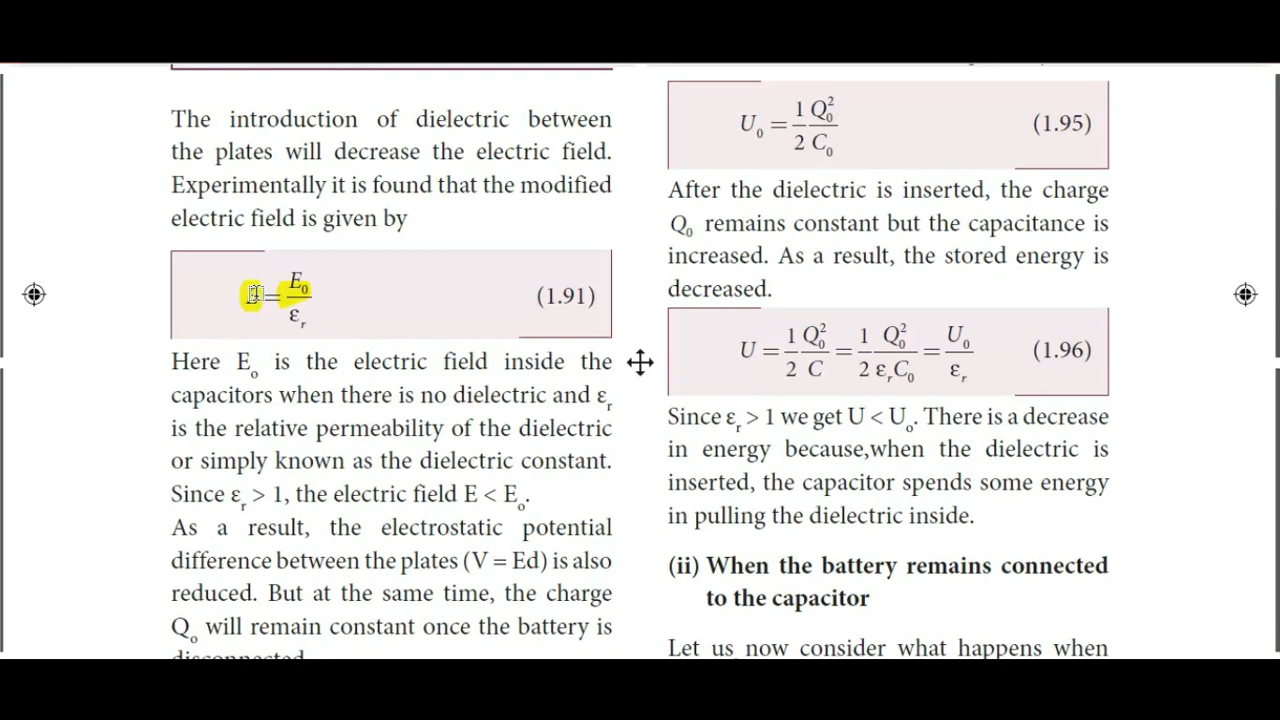 The introduction of dielectric between
the plates will decrease the electric field.
Experimentally it is found that the modified
electric field is given by
= E₀/εᵣ (1.91)
Here Eₒ is the electric field inside the
capacitors when there is no dielectric and εᵣ
is the relative permeability of the dielectric
or simply known as the dielectric constant.
Since εᵣ > 1, the electric field E < Eₒ.
As a result, the electrostatic potential
difference between the plates (V = Ed) is also
reduced. But at the same time, the charge
Qₒ will remain constant once the battery is
U₀ = 1/2 Q₀²/C₀ (1.95)
After the dielectric is inserted, the charge
Q₀ remains constant but the capacitance is
increased. As a result, the stored energy is
decreased.
U = 1/2 Q₀²/C = 1/2 Q₀²/εᵣC₀ = U₀/εᵣ (1.96)
Since εᵣ > 1 we get U < Uₒ. There is a decrease
in energy because,when the dielectric is
inserted, the capacitor spends some energy
in pulling the dielectric inside.
(ii) When the battery remains connected
to the capacitor
Let us now consider what happens when